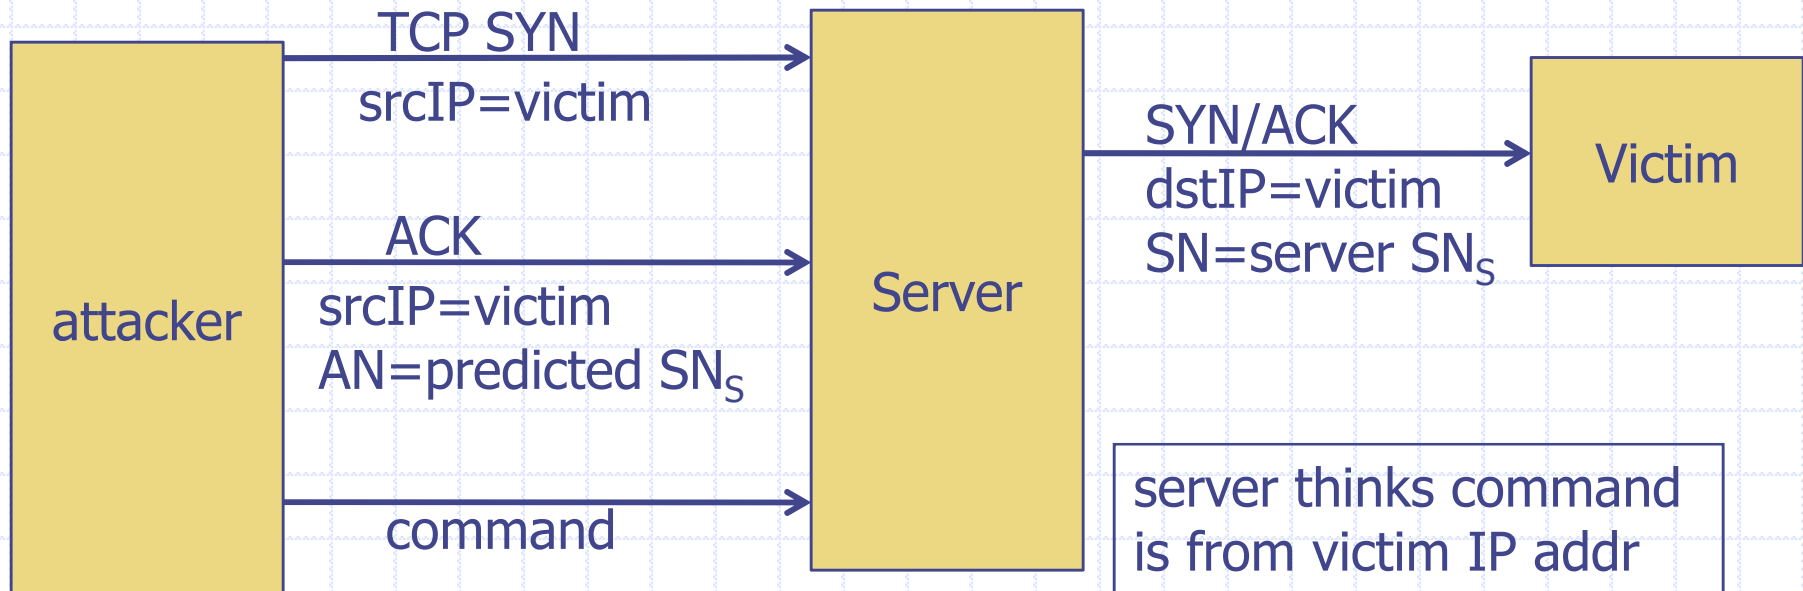 TCP SYN
srcIP=victim
ACK
srcIP=victim
AN=predicted SNS
command
attacker
Server
SYN/ACK
dstIP=victim
SN=server SNS
Victim
server thinks command
is from victim IP addr